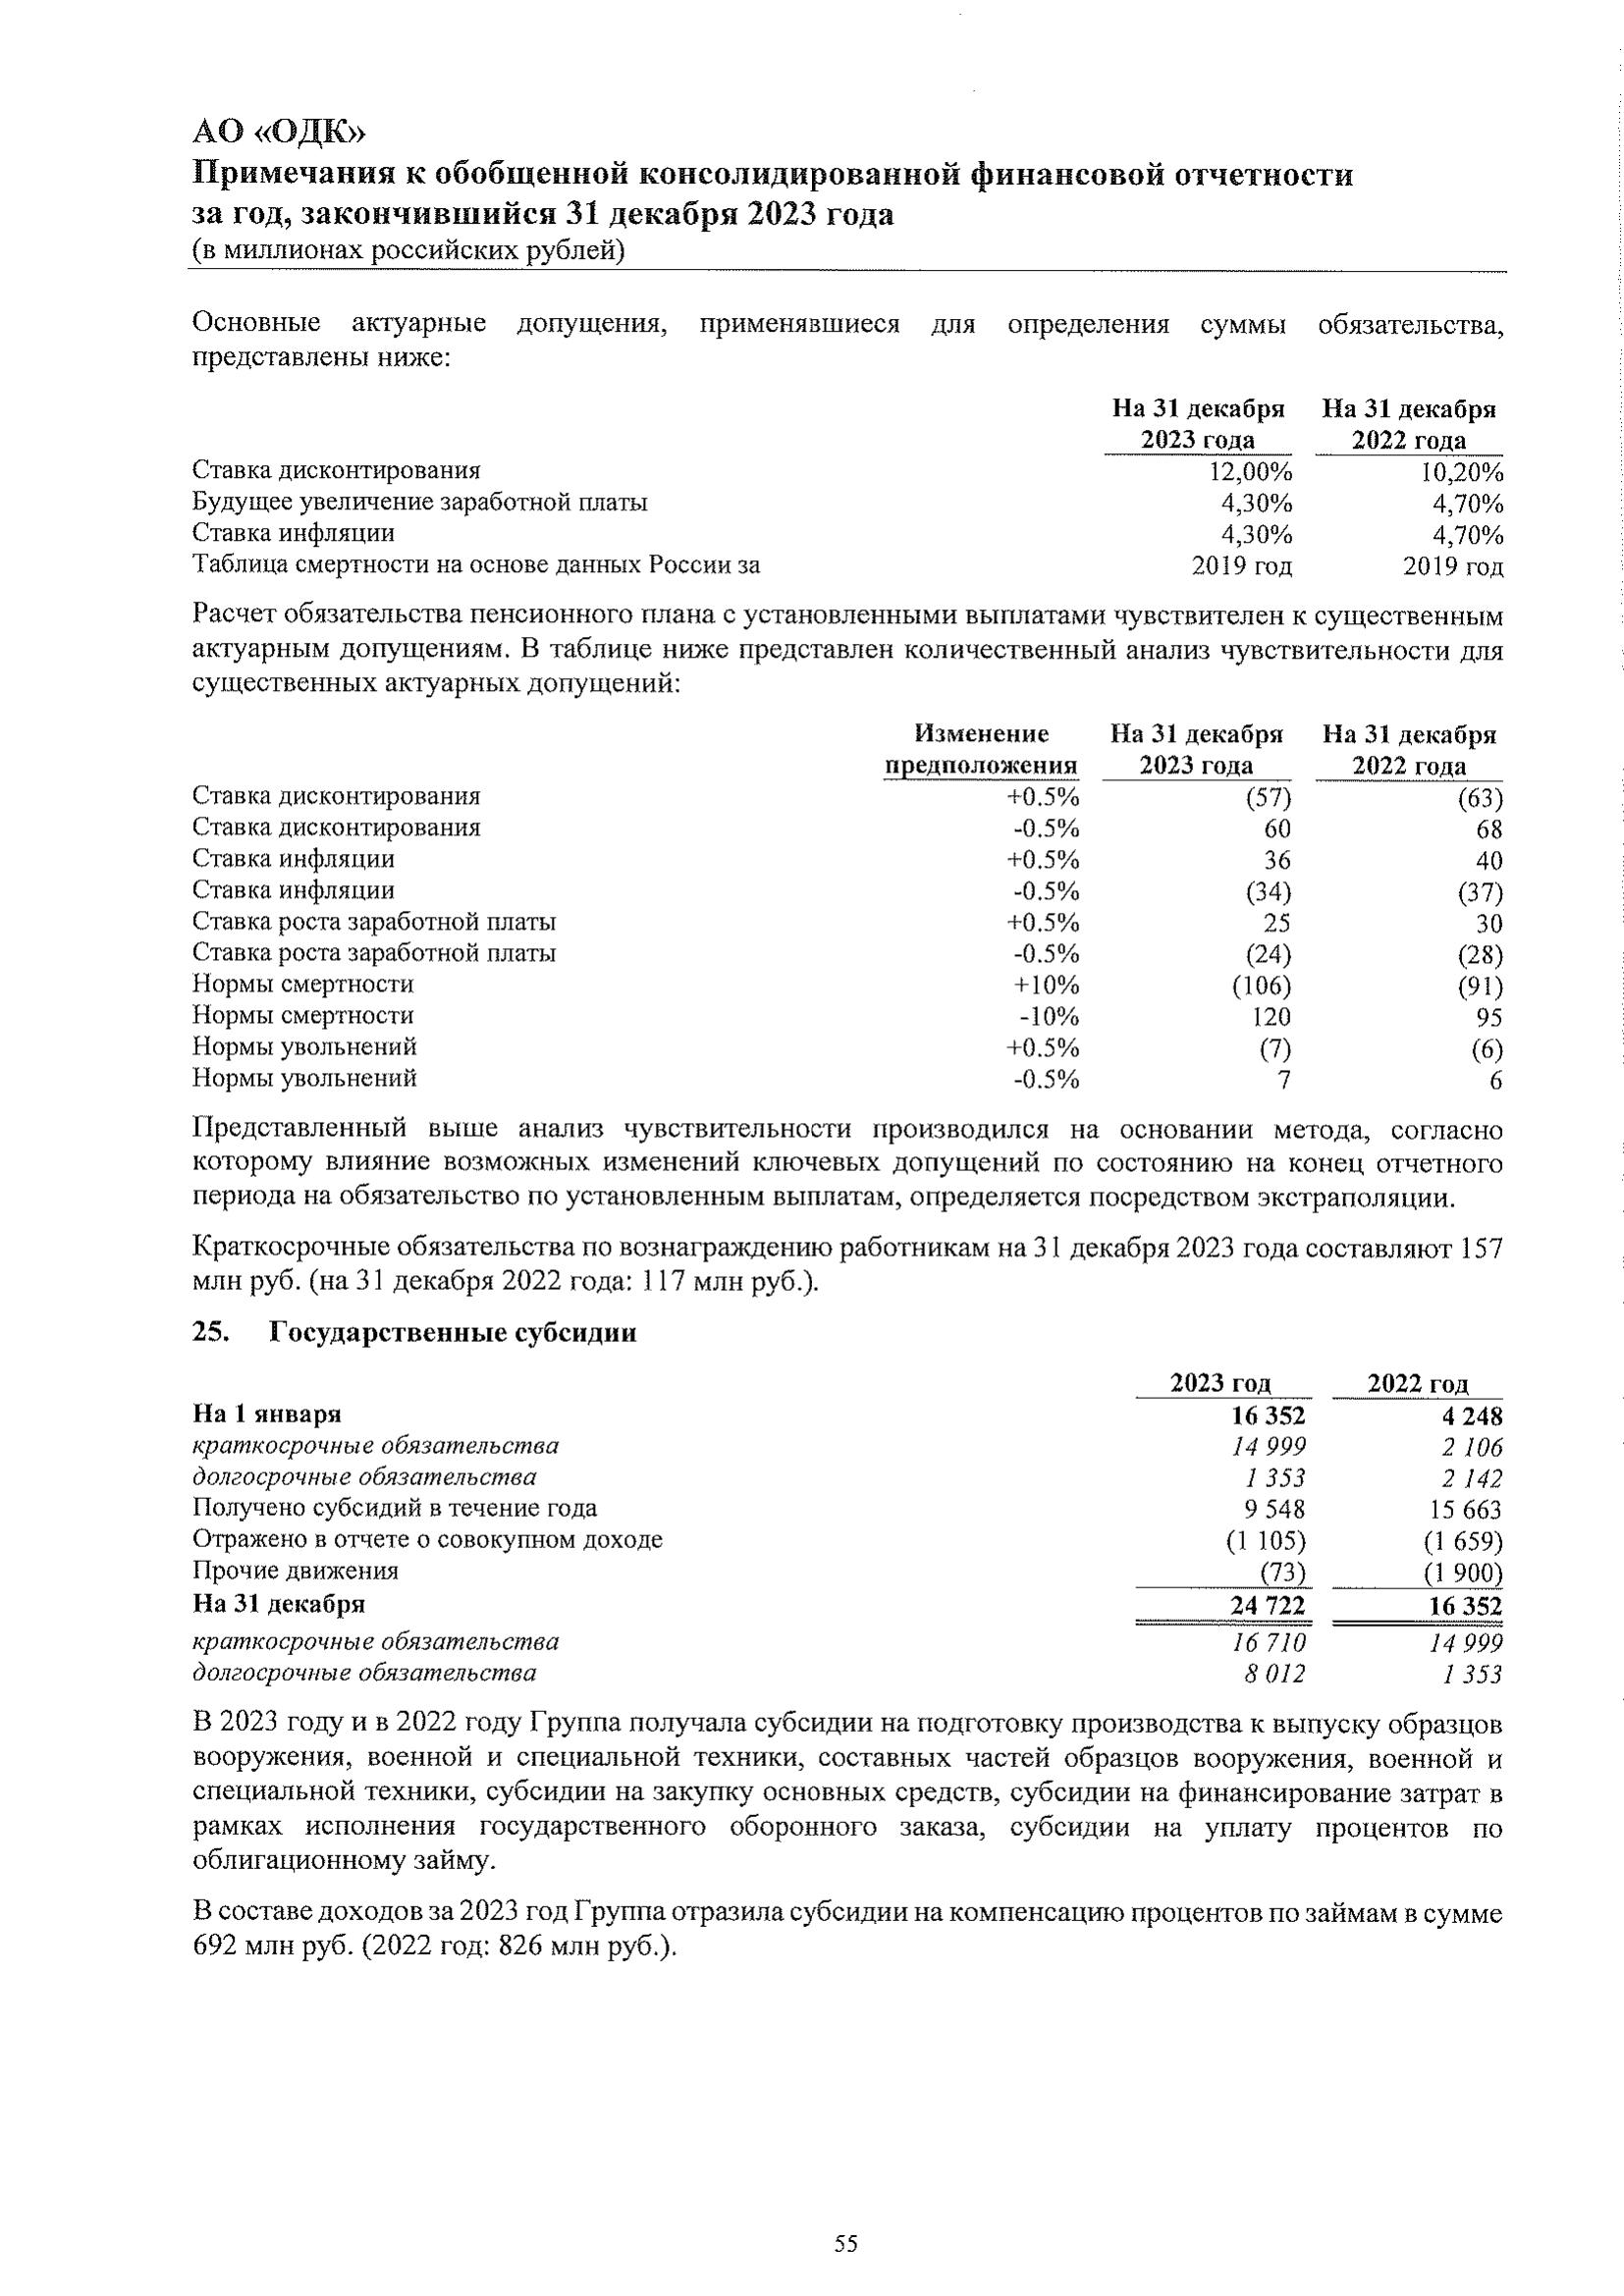 АО «ОДК»
Примечания к обобщенной консолидированной финансовой отчетности
за год, закончившийся 31 декабря 2023 года
(в миллионах российских рублей)
Основные актуарные допущения, применявшиеся для определения суммы обязательства,
представлены ниже:
На 31 декабря На 31 декабря
2023 года 2022 года
Ставка дисконтирования 12,00% 10,20%
Будущее увеличение заработной платы 4,30% 4,70%
Ставка инфляции 4,30% 4,70%
Таблица смертности на основе данных России за 2019 год 2019 год
Расчет обязательства пенсионного плана с установленными выплатами чувствителен к существенным
актуарным допущениям. В таблице ниже представлен количественный анализ чувствительности для
существенных актуарных допущений:
Изменение На 31 декабря На 31 декабря
предположения 2023 года 2022 года
Ставка дисконтирования +0.5% (57) (63)
Ставка дисконтирования -0.5% 60 68
Ставка инфляции +0.5% 36 40
Ставка инфляции -0.5% (34) (37)
Ставка роста заработной платы +0.5% 25 30
Ставка роста заработной платы -0.5% (24) (28)
Нормы смертности +10% (106) (91)
Нормы смертности -10% 120 95
Нормы увольнений +0.5% (7) (6)
Нормы увольнений -0.5% 7 6
Представленный выше анализ чувствительности производился на основании метода, согласно
которому влияние возможных изменений ключевых допущений по состоянию на конец отчетного
периода на обязательство по установленным выплатам, определяется посредством экстраполяции.
Краткосрочные обязательства по вознаграждению работникам на 31 декабря 2023 года составляют 157
млн руб. (на 31 декабря 2022 года: 117 млн руб.).
25. Государственные субсидии
2023 год 2022 год
На 1 января 16 352 4 248
краткосрочные обязательства 14 999 2 106
долгосрочные обязательства 1 353 2 142
Получено субсидий в течение года 9 548 15 663
Отражено в отчете о совокупном доходе (1 105) (1 659)
Прочие движения (73) (1 900)
На 31 декабря 24 722 16 352
краткосрочные обязательства 16 710 14 999
долгосрочные обязательства 8 012 1 353
В 2023 году и в 2022 году Группа получала субсидии на подготовку производства к выпуску образцов
вооружения, военной и специальной техники, составных частей образцов вооружения, военной и
специальной техники, субсидии на закупку основных средств, субсидии на финансирование затрат в
рамках исполнения государственного оборонного заказа, субсидии на уплату процентов по
облигационному займу.
В составе доходов за 2023 год Группа отразила субсидии на компенсацию процентов по займам в сумме
692 млн руб. (2022 год: 826 млн руб.).
55